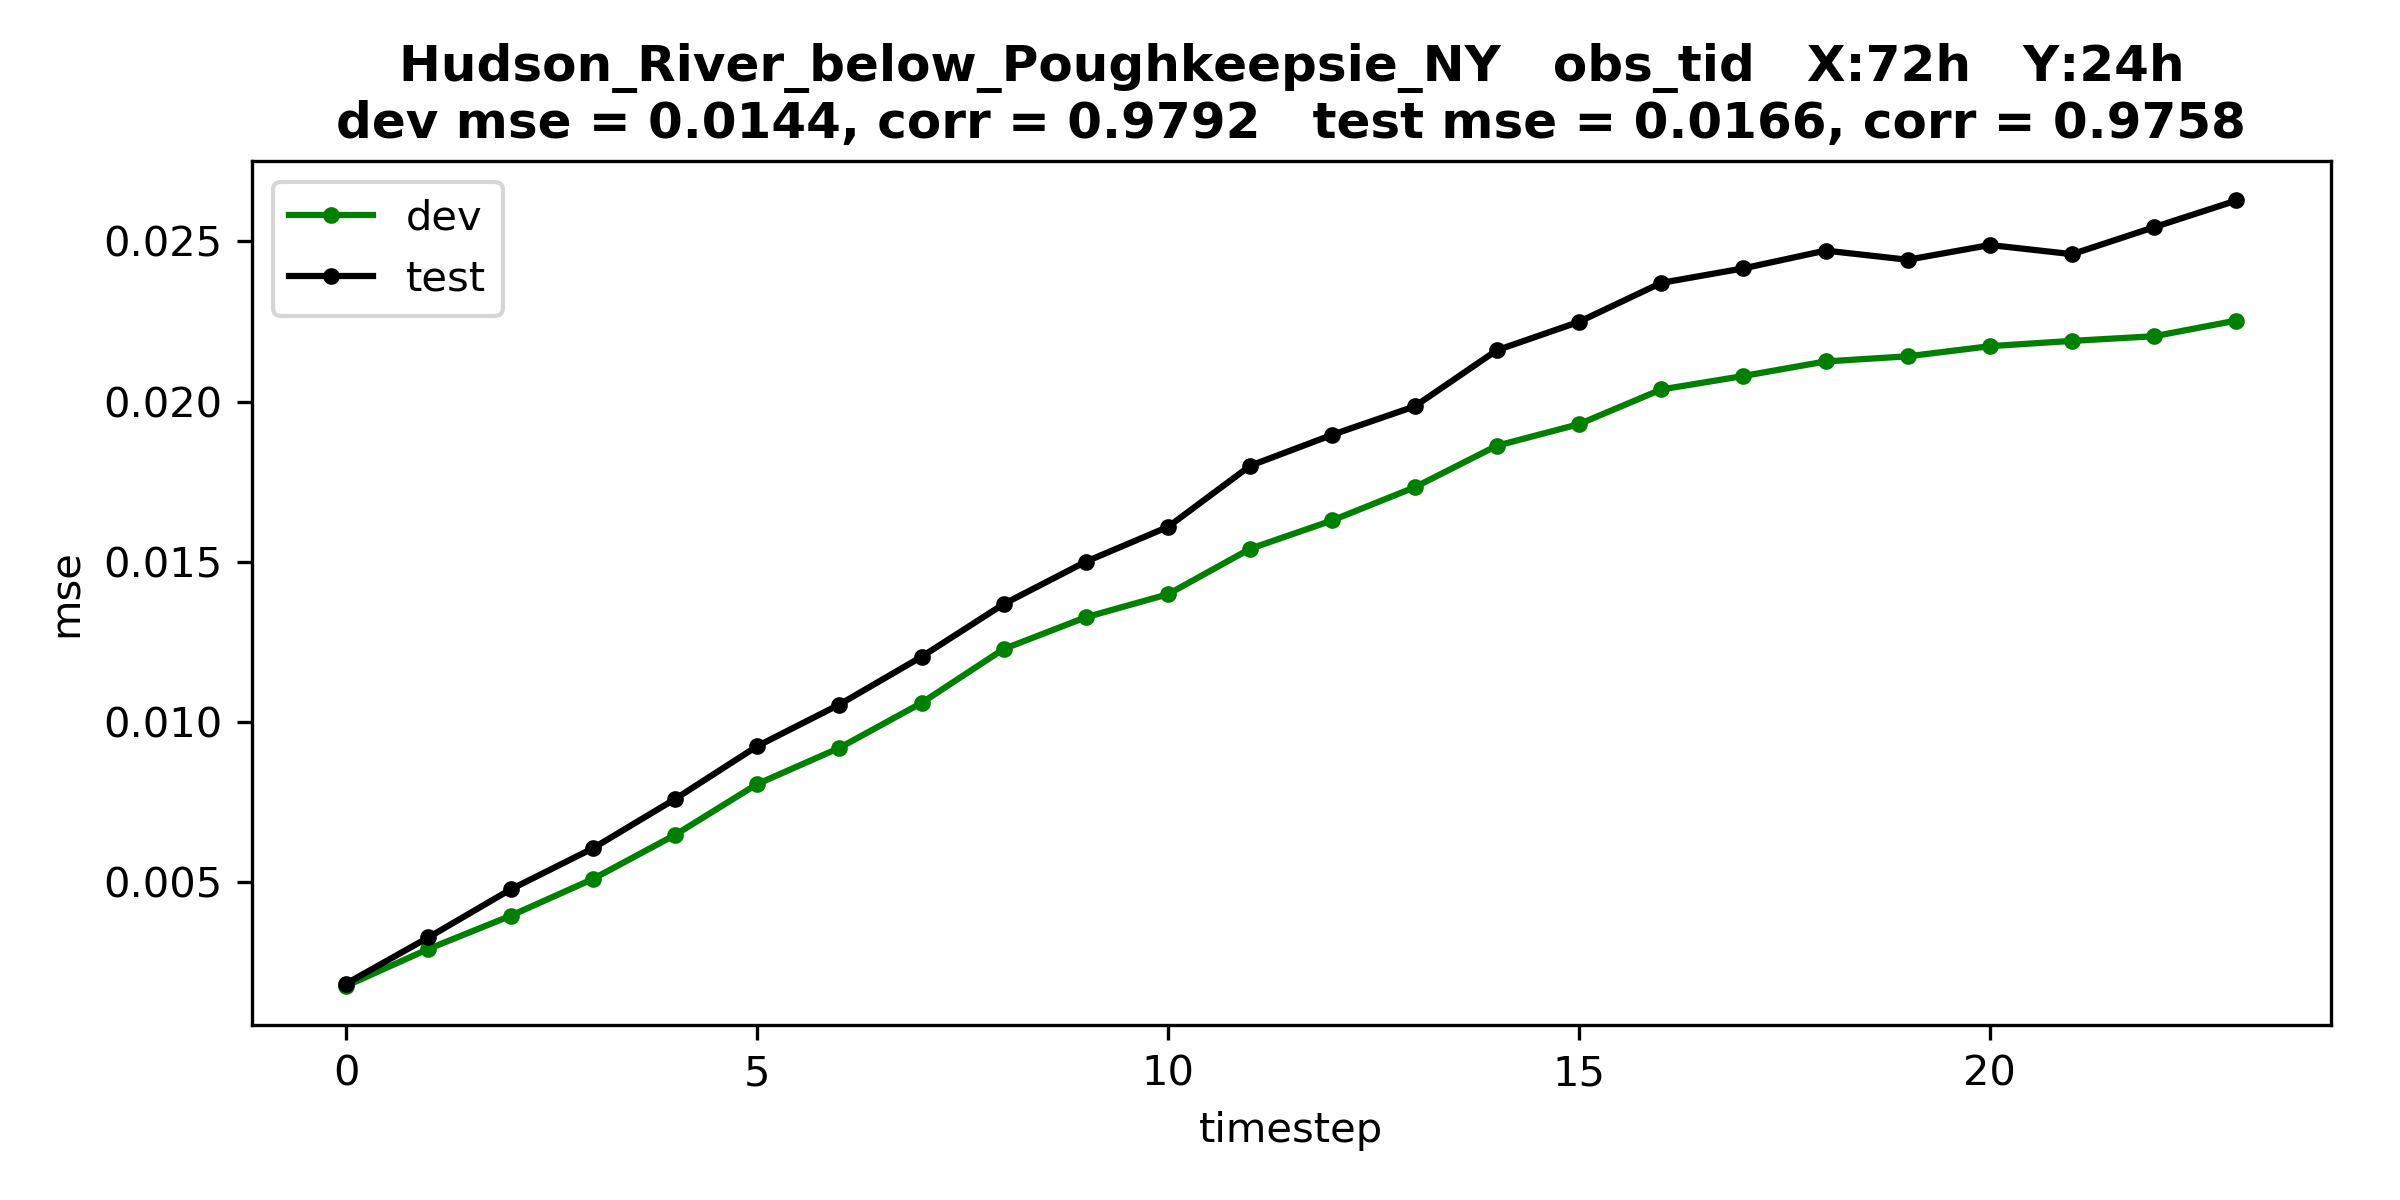 Hudson_River_below_Poughkeepsie_NY   obs_tid   X:72h   Y:24h
dev mse = 0.0144, corr = 0.9792   test mse = 0.0166, corr = 0.9758
dev
test
0.025
0.020
0.015
0.010
0.005
mse
0
5
10
15
20
timestep